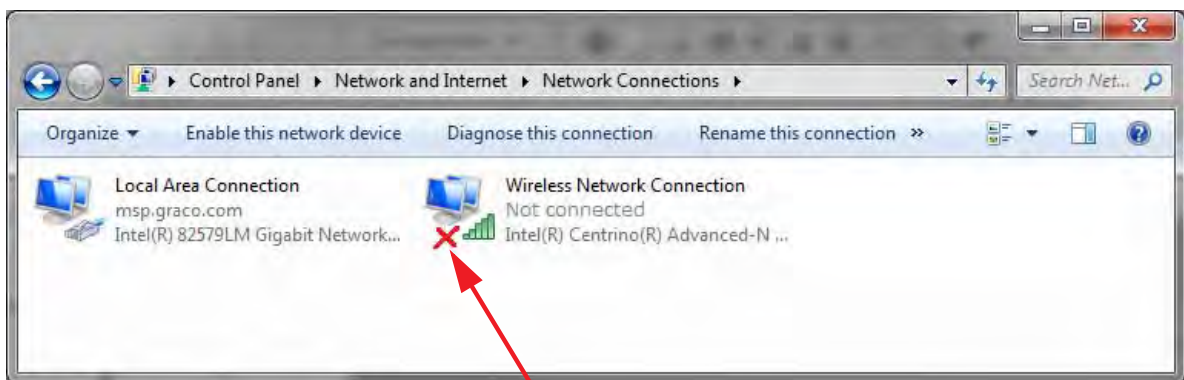 Control Panel ▸ Network and Internet ▸ Network Connections ▸
Search Net...
Organize Enable this network device Diagnose this connection Rename this connection »
Local Area Connection
msp.graco.com
Intel(R) 82579LM Gigabit Network...
Wireless Network Connection
Not connected
Intel(R) Centrino(R) Advanced-N ...